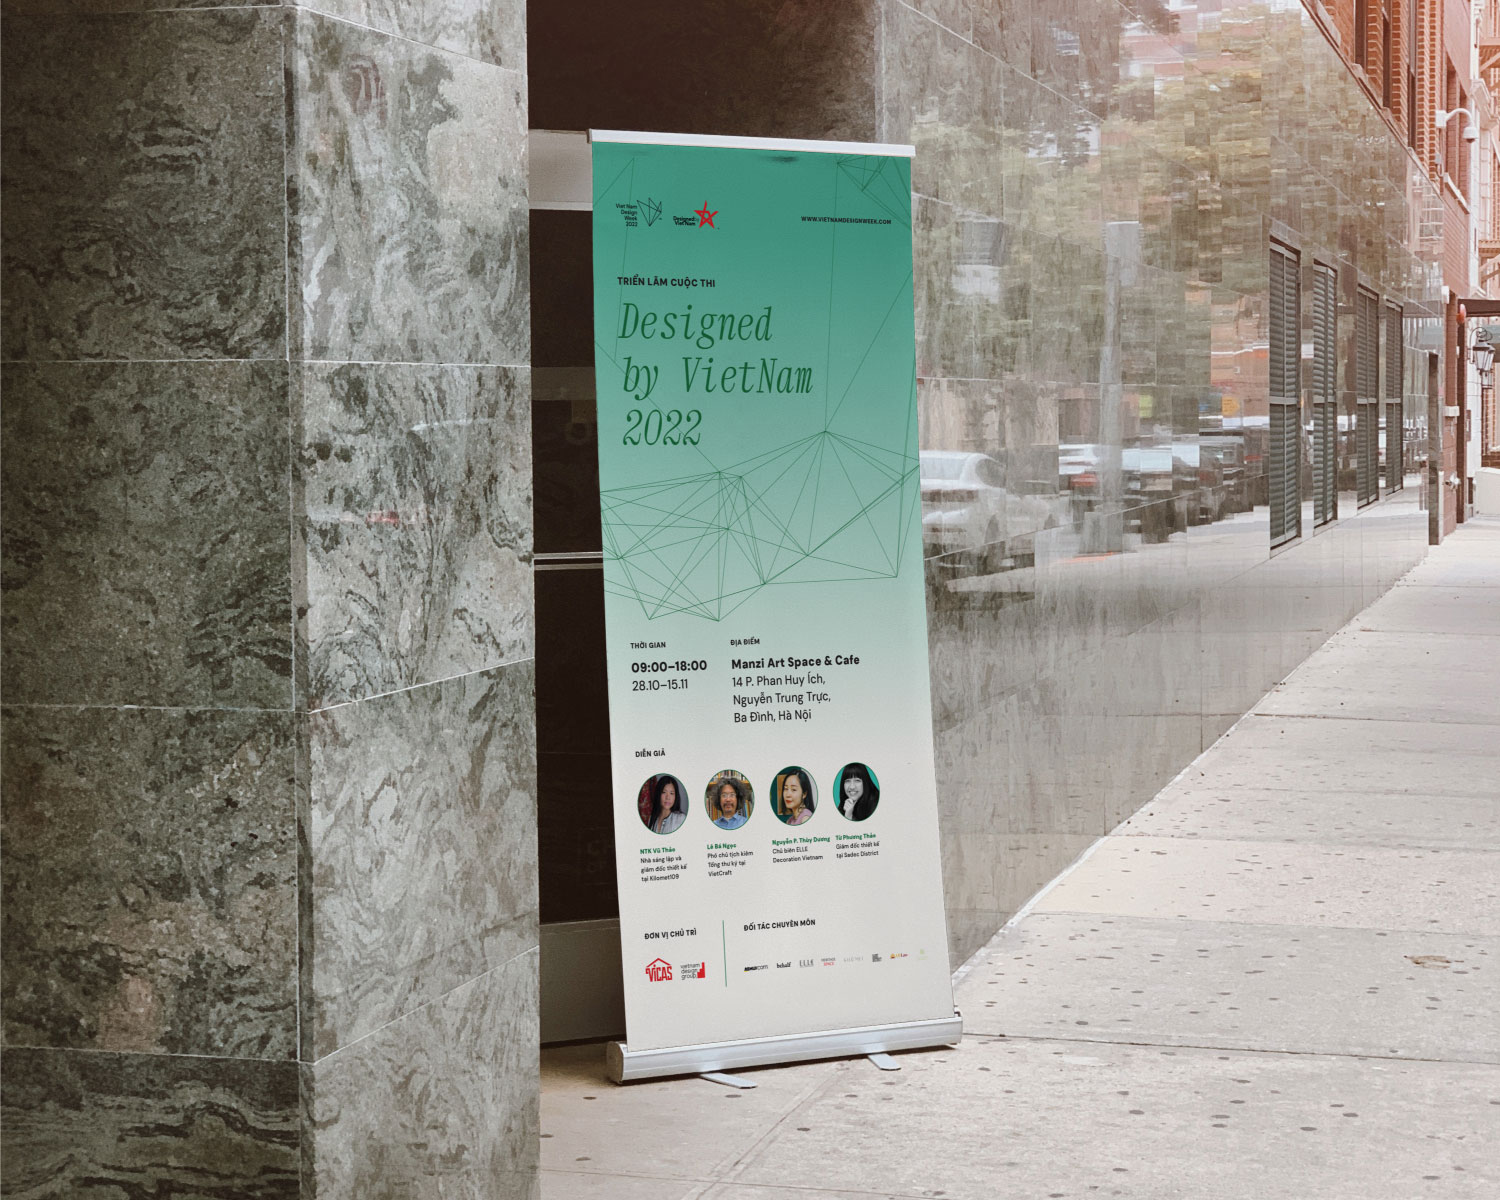 Viet Nam
Design
Week
2022
Designed by
Viet Nam
WWW.VIETNAMDESIGNWEEK.COM
TRIỂN LÃM CUỘC THI
Designed
by VietNam
2022
THỜI GIAN
09:00–18:00
28.10–15.11
ĐỊA ĐIỂM
Manzi Art Space & Cafe
14 P. Phan Huy Ích,
Nguyễn Trung Trực,
Ba Đình, Hà Nội
DIỄN GIẢ
NTK Vũ Thảo
Nhà sáng lập và
giám đốc thiết kế
tại Kilomet109
Lê Bá Ngọc
Phó chủ tịch kiêm
Tổng thư ký tại
VietCraft
Nguyễn P. Thùy Dương
Chủ biên ELLE
Decoration Vietnam
Từ Phương Thảo
Giám đốc thiết kế
tại Sadec District
ĐƠN VỊ CHỦ TRÌ
VICAS
vietnam
design
group
ĐỐI TÁC CHUYÊN MÔN
behalf
ELLE